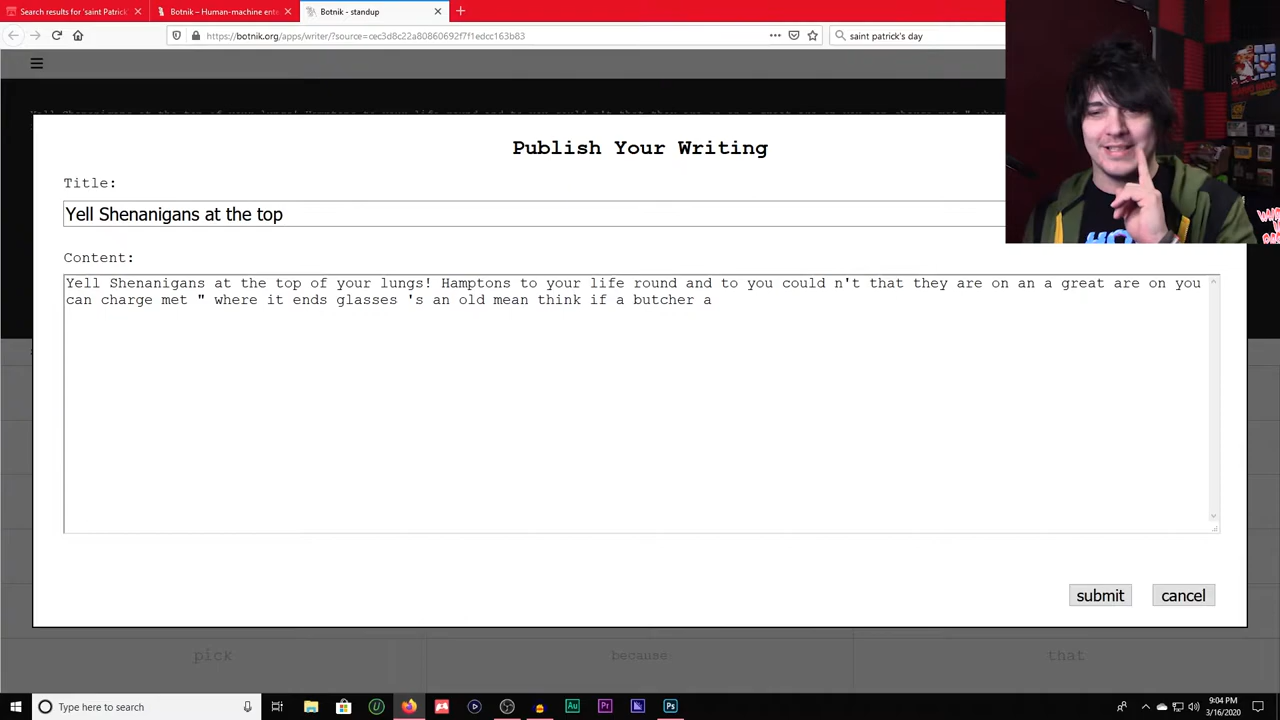 Search results for 'saint Patrick'
Botnik – Human-machine ente
Botnik - standup
https://botnik.org/apps/writer/?source=cec3d8c22a80860692f7f1edcc163b83
saint patrick's day
Publish Your Writing
Title:
Yell Shenanigans at the top
Content:
Yell Shenanigans at the top of your lungs! Hamptons to your life round and to you could n't that they are on an a great are on you
can charge met " where it ends glasses 's an old mean think if a butcher a
submit
cancel
pick
because
that
Type here to search
9:04 PM
3/16/2020